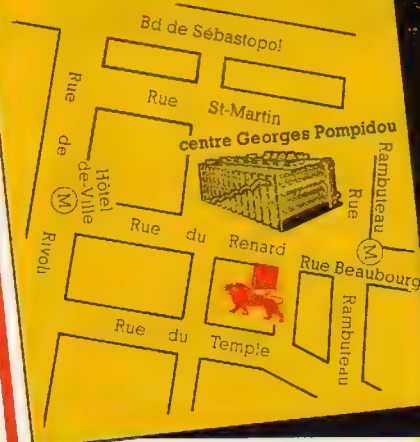 Bd de Sébastopol
Rue St-Martin
centre Georges Pompidou
Rue de Rivoli
Hôtel
de-Ville
M
Rue Rambuteau
M
Rue du Renard
Rue Beaubourg
Rambuteau
Rue du Temple